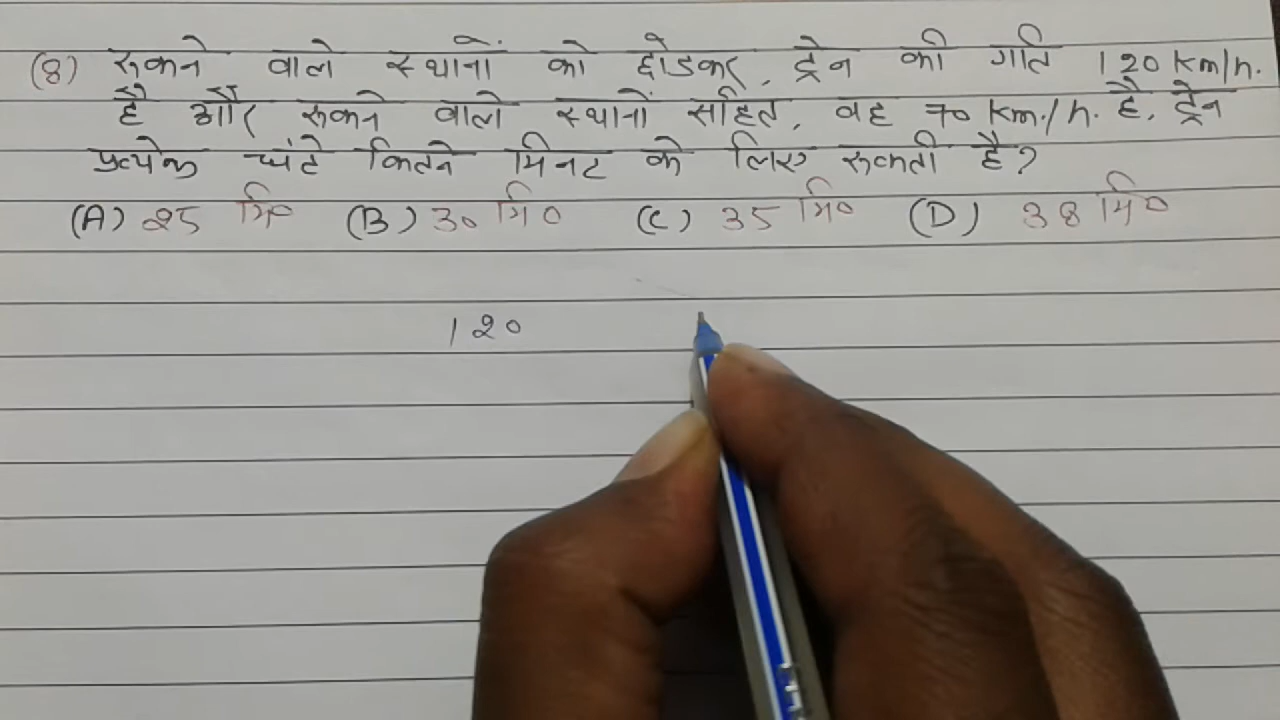 (8) रूकने वाले स्थानों को छोडकर, ट्रेन की गति 120 km/h.
है और रूकने वाले स्थानों सहित, वह 70 km./h. है, ट्रेन
प्रत्येक घंटे कितने मिनट के लिए रूकती है?
(A) 25 मि० (B) 30 मि० (C) 35 मि० (D) 38 मि०
120